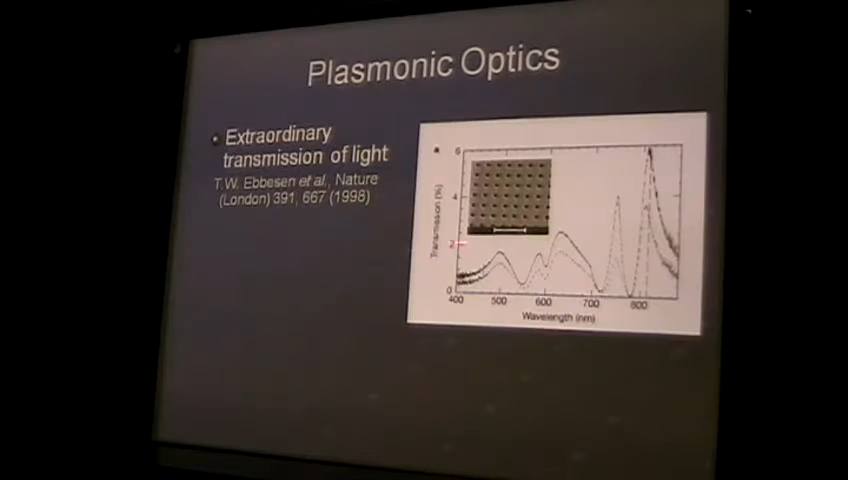 Plasmonic Optics
Extraordinary
transmission of light
T.W. Ebbesen et al., Nature
(London) 391, 667 (1998)
6
4
2
0
Transmission (%)
400 500 600 700 800
Wavelength (nm)